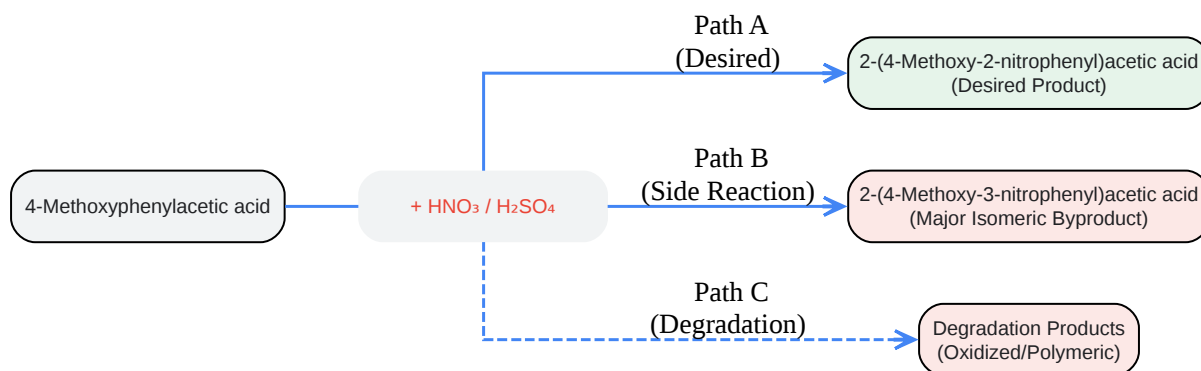 Path A
(Desired)
2-(4-Methoxy-2-nitrophenyl)acetic acid
(Desired Product)
4-Methoxyphenylacetic acid
+ HNO₃ / H₂SO₄
Path B
(Side Reaction)
2-(4-Methoxy-3-nitrophenyl)acetic acid
(Major Isomeric Byproduct)
Path C
(Degradation)
Degradation Products
(Oxidized/Polymeric)